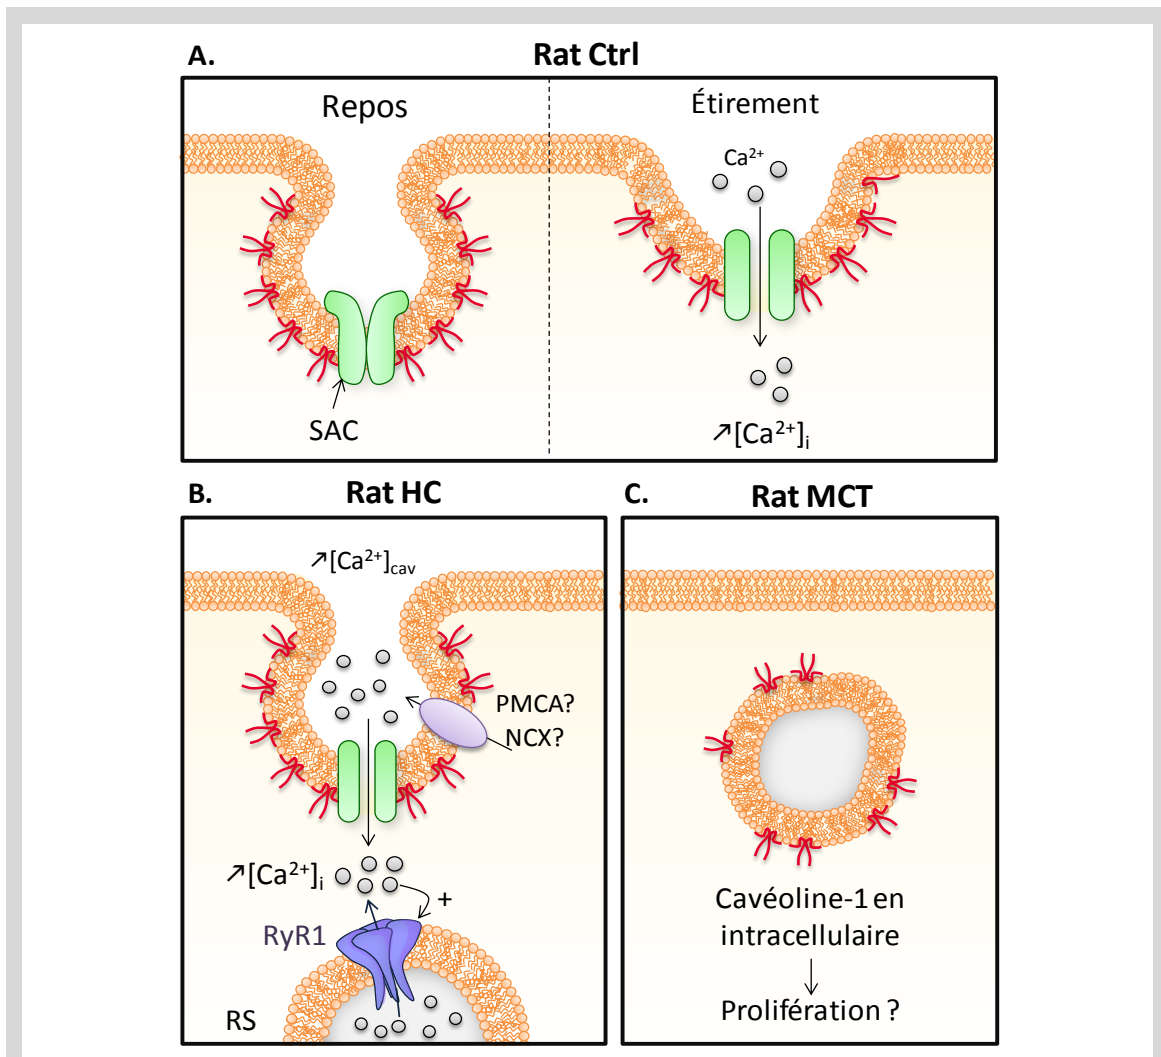 A.
Rat Ctrl
Repos
Étirement
Ca²⁺
SAC
↗[Ca²⁺]ᵢ
B.
Rat HC
↗[Ca²⁺]cav
PMCA?
NCX?
↗[Ca²⁺]ᵢ
+
RyR1
RS
C.
Rat MCT
Cavéoline-1 en
intracellulaire
Prolifération ?